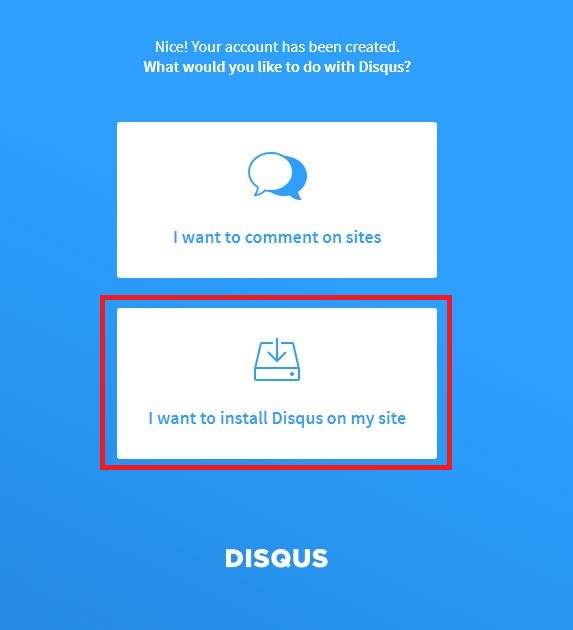 Nice! Your account has been created.
What would you like to do with Disqus?
I want to comment on sites
I want to install Disqus on my site
DISQUS